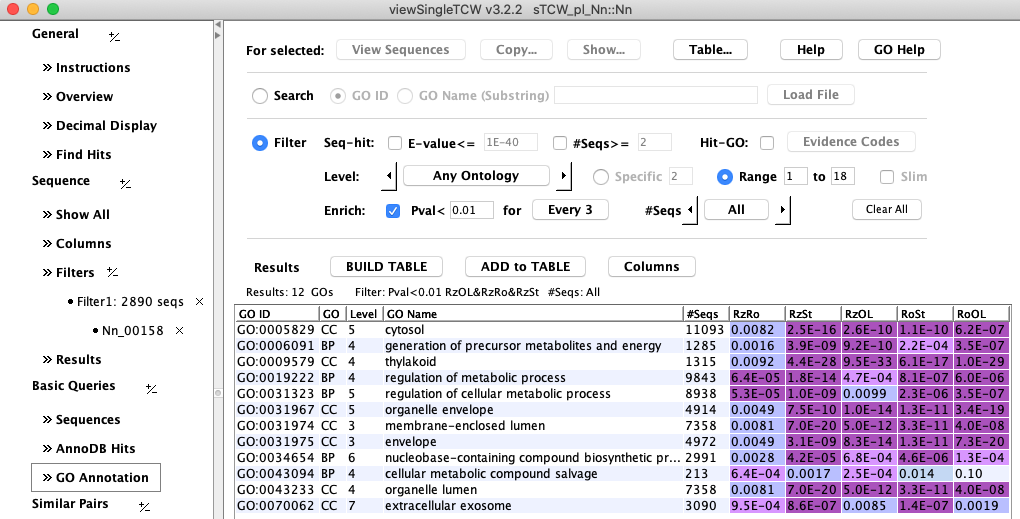 viewSingleTCW v3.2.2 sTCW_pl_Nn::Nn
General +/-
» Instructions
» Overview
» Decimal Display
» Find Hits
Sequence +/-
» Show All
» Columns
» Filters +/-
• Filter1: 2890 seqs ×
• Nn_00158 ×
» Results
Basic Queries +/-
» Sequences
» AnnoDB Hits
» GO Annotation
Similar Pairs +/-
For selected: View Sequences Copy... Show... Table... Help GO Help
Search GO ID GO Name (Substring) Load File
Filter Seq-hit: E-value<= 1E-40 #Seqs>= 2 Hit-GO: Evidence Codes
Level: Any Ontology Specific 2 Range 1 to 18 Slim
Enrich: Pval< 0.01 for Every 3 #Seqs All Clear All
Results BUILD TABLE ADD to TABLE Columns
Results: 12 GOs Filter: Pval<0.01 RzOL&RzRo&RzSt #Seqs: All
GO ID GO Level GO Name #Seqs RzRo RzSt RzOL RoSt RoOL
GO:0005829 CC 5 cytosol 11093 0.0082 2.5E-16 2.6E-10 1.1E-10 6.2E-07
GO:0006091 BP 4 generation of precursor metabolites and energy 1285 0.0016 3.9E-09 9.2E-10 2.2E-04 3.5E-07
GO:0009579 CC 4 thylakoid 1315 0.0092 4.4E-28 9.5E-33 6.1E-17 1.0E-29
GO:0019222 BP 4 regulation of metabolic process 9843 6.4E-05 1.8E-14 4.7E-04 8.1E-07 6.0E-06
GO:0031323 BP 5 regulation of cellular metabolic process 8938 5.3E-05 1.0E-09 0.0099 2.3E-06 3.5E-07
GO:0031967 CC 5 organelle envelope 4914 0.0049 7.5E-10 1.0E-14 1.3E-11 3.4E-19
GO:0031974 CC 3 membrane-enclosed lumen 7358 0.0081 7.0E-20 5.0E-12 3.3E-11 4.0E-08
GO:0031975 CC 3 envelope 4972 0.0049 3.1E-09 8.3E-14 1.3E-11 7.3E-20
GO:0034654 BP 6 nucleobase-containing compound biosynthetic pr... 2991 0.0028 4.2E-05 6.8E-04 4.6E-06 1.3E-04
GO:0043094 BP 4 cellular metabolic compound salvage 213 6.4E-04 0.0017 2.5E-04 0.014 0.10
GO:0043233 CC 4 organelle lumen 7358 0.0081 7.0E-20 5.0E-12 3.3E-11 4.0E-08
GO:0070062 CC 7 extracellular exosome 3090 9.5E-04 8.6E-07 0.0085 1.4E-07 0.0019